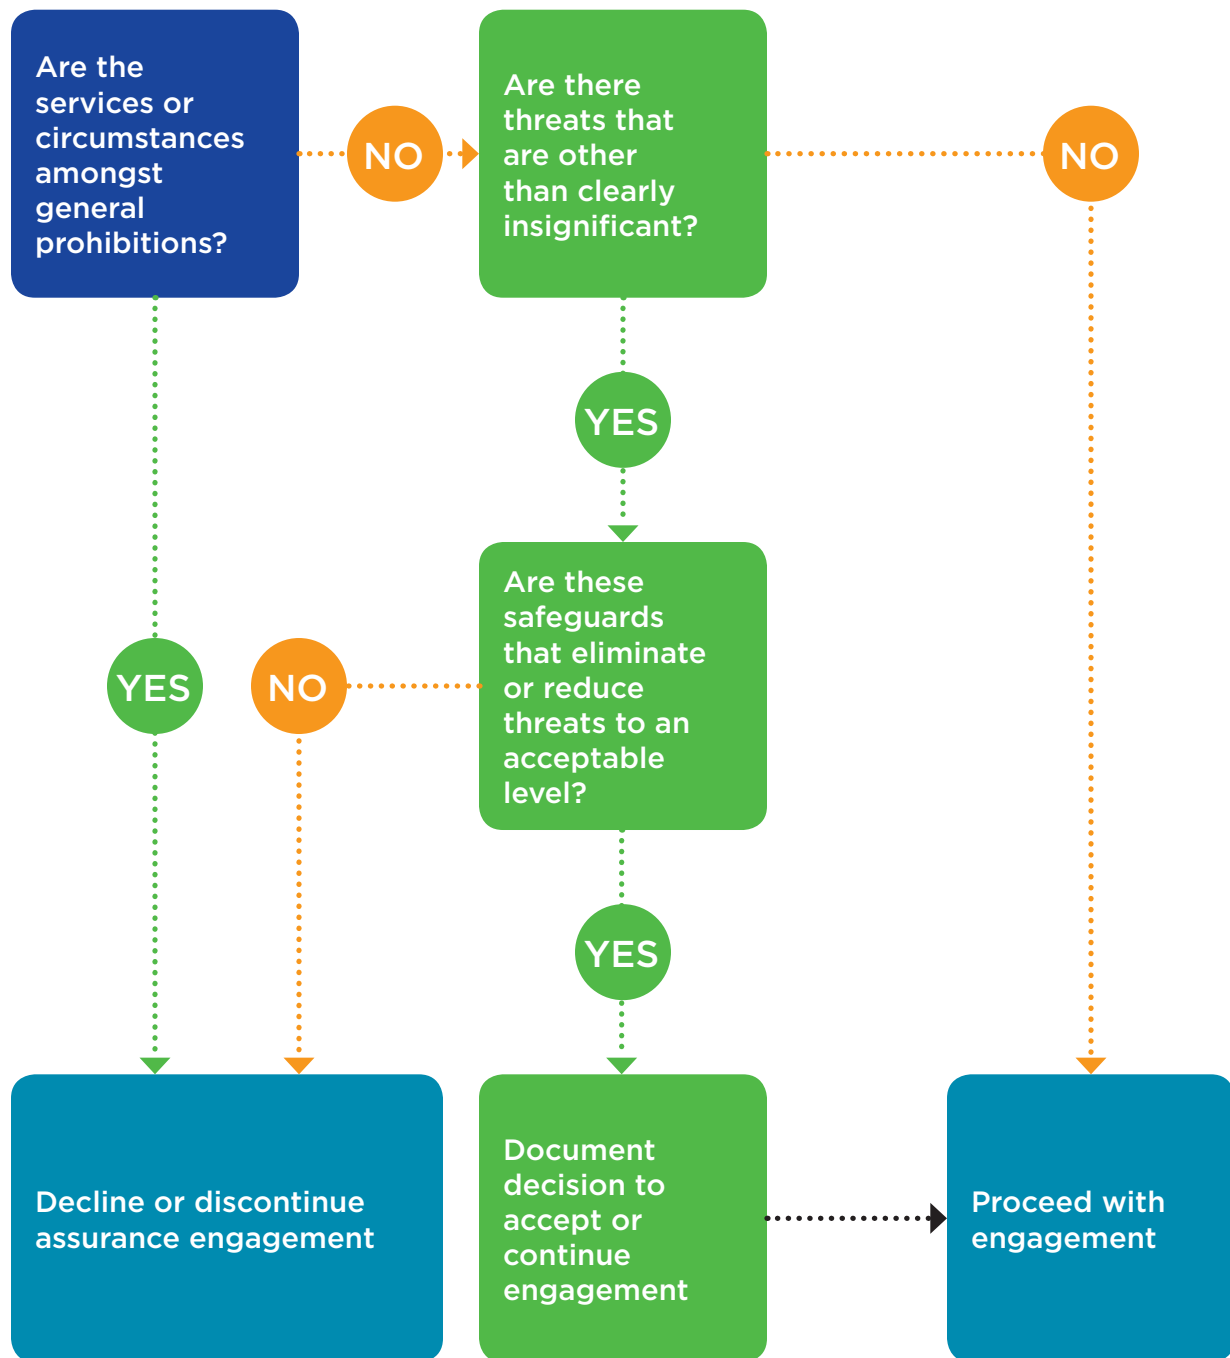 Are the
services or
circumstances
amongst
general
prohibitions?
NO
Are there
threats that
are other
than clearly
insignificant?
NO
YES
Are these
safeguards
that eliminate
or reduce
threats to an
acceptable
level?
YES
NO
YES
Decline or discontinue
assurance engagement
Document
decision to
accept or
continue
engagement
Proceed with
engagement